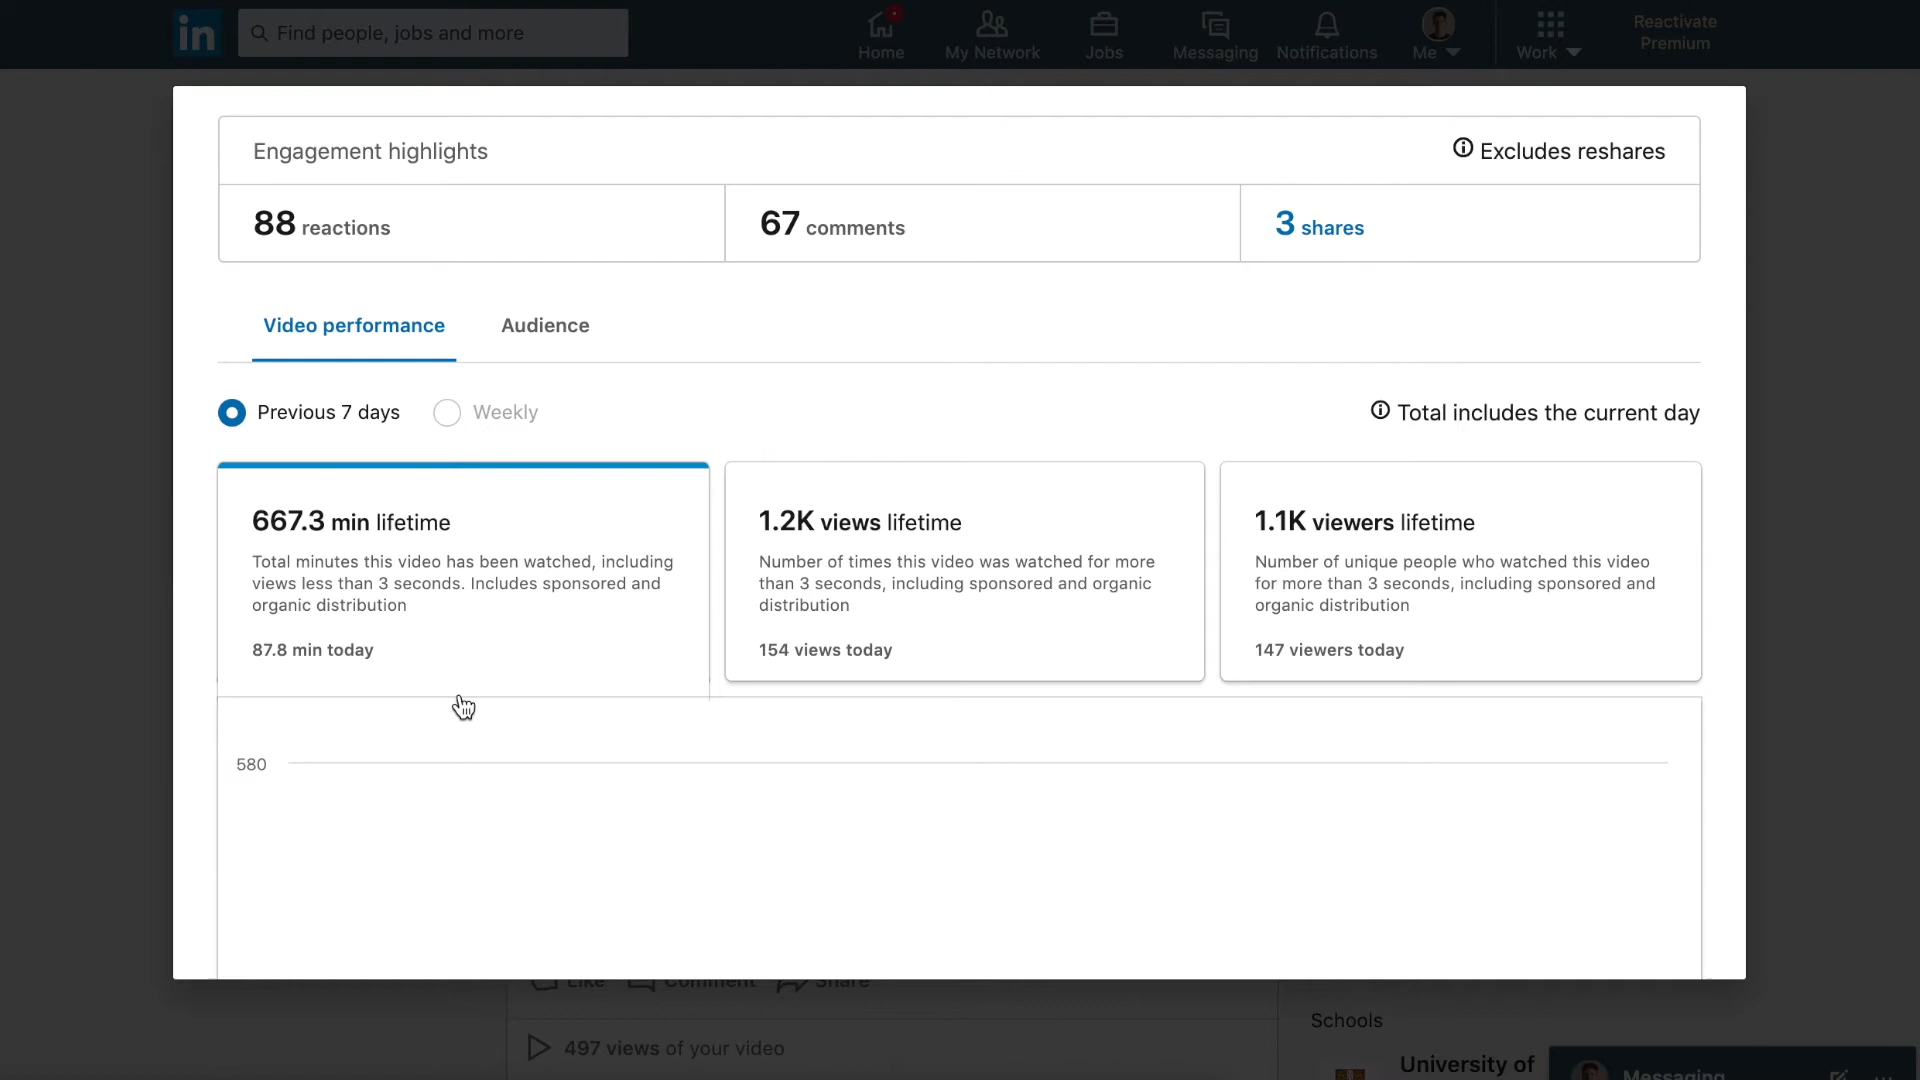 in
Find people, jobs and more
Home
My Network
Jobs
Messaging
Notifications
Me
Work
Reactivate
Premium
Engagement highlights
Excludes reshares
88 reactions
67 comments
3 shares
Video performance
Audience
Previous 7 days
Weekly
Total includes the current day
667.3 min lifetime
Total minutes this video has been watched, including
views less than 3 seconds. Includes sponsored and
organic distribution
87.8 min today
1.2K views lifetime
Number of times this video was watched for more
than 3 seconds, including sponsored and organic
distribution
154 views today
1.1K viewers lifetime
Number of unique people who watched this video
for more than 3 seconds, including sponsored and
organic distribution
147 viewers today
580
Like
Comment
Share
497 views of your video
Schools
University of
Messaging